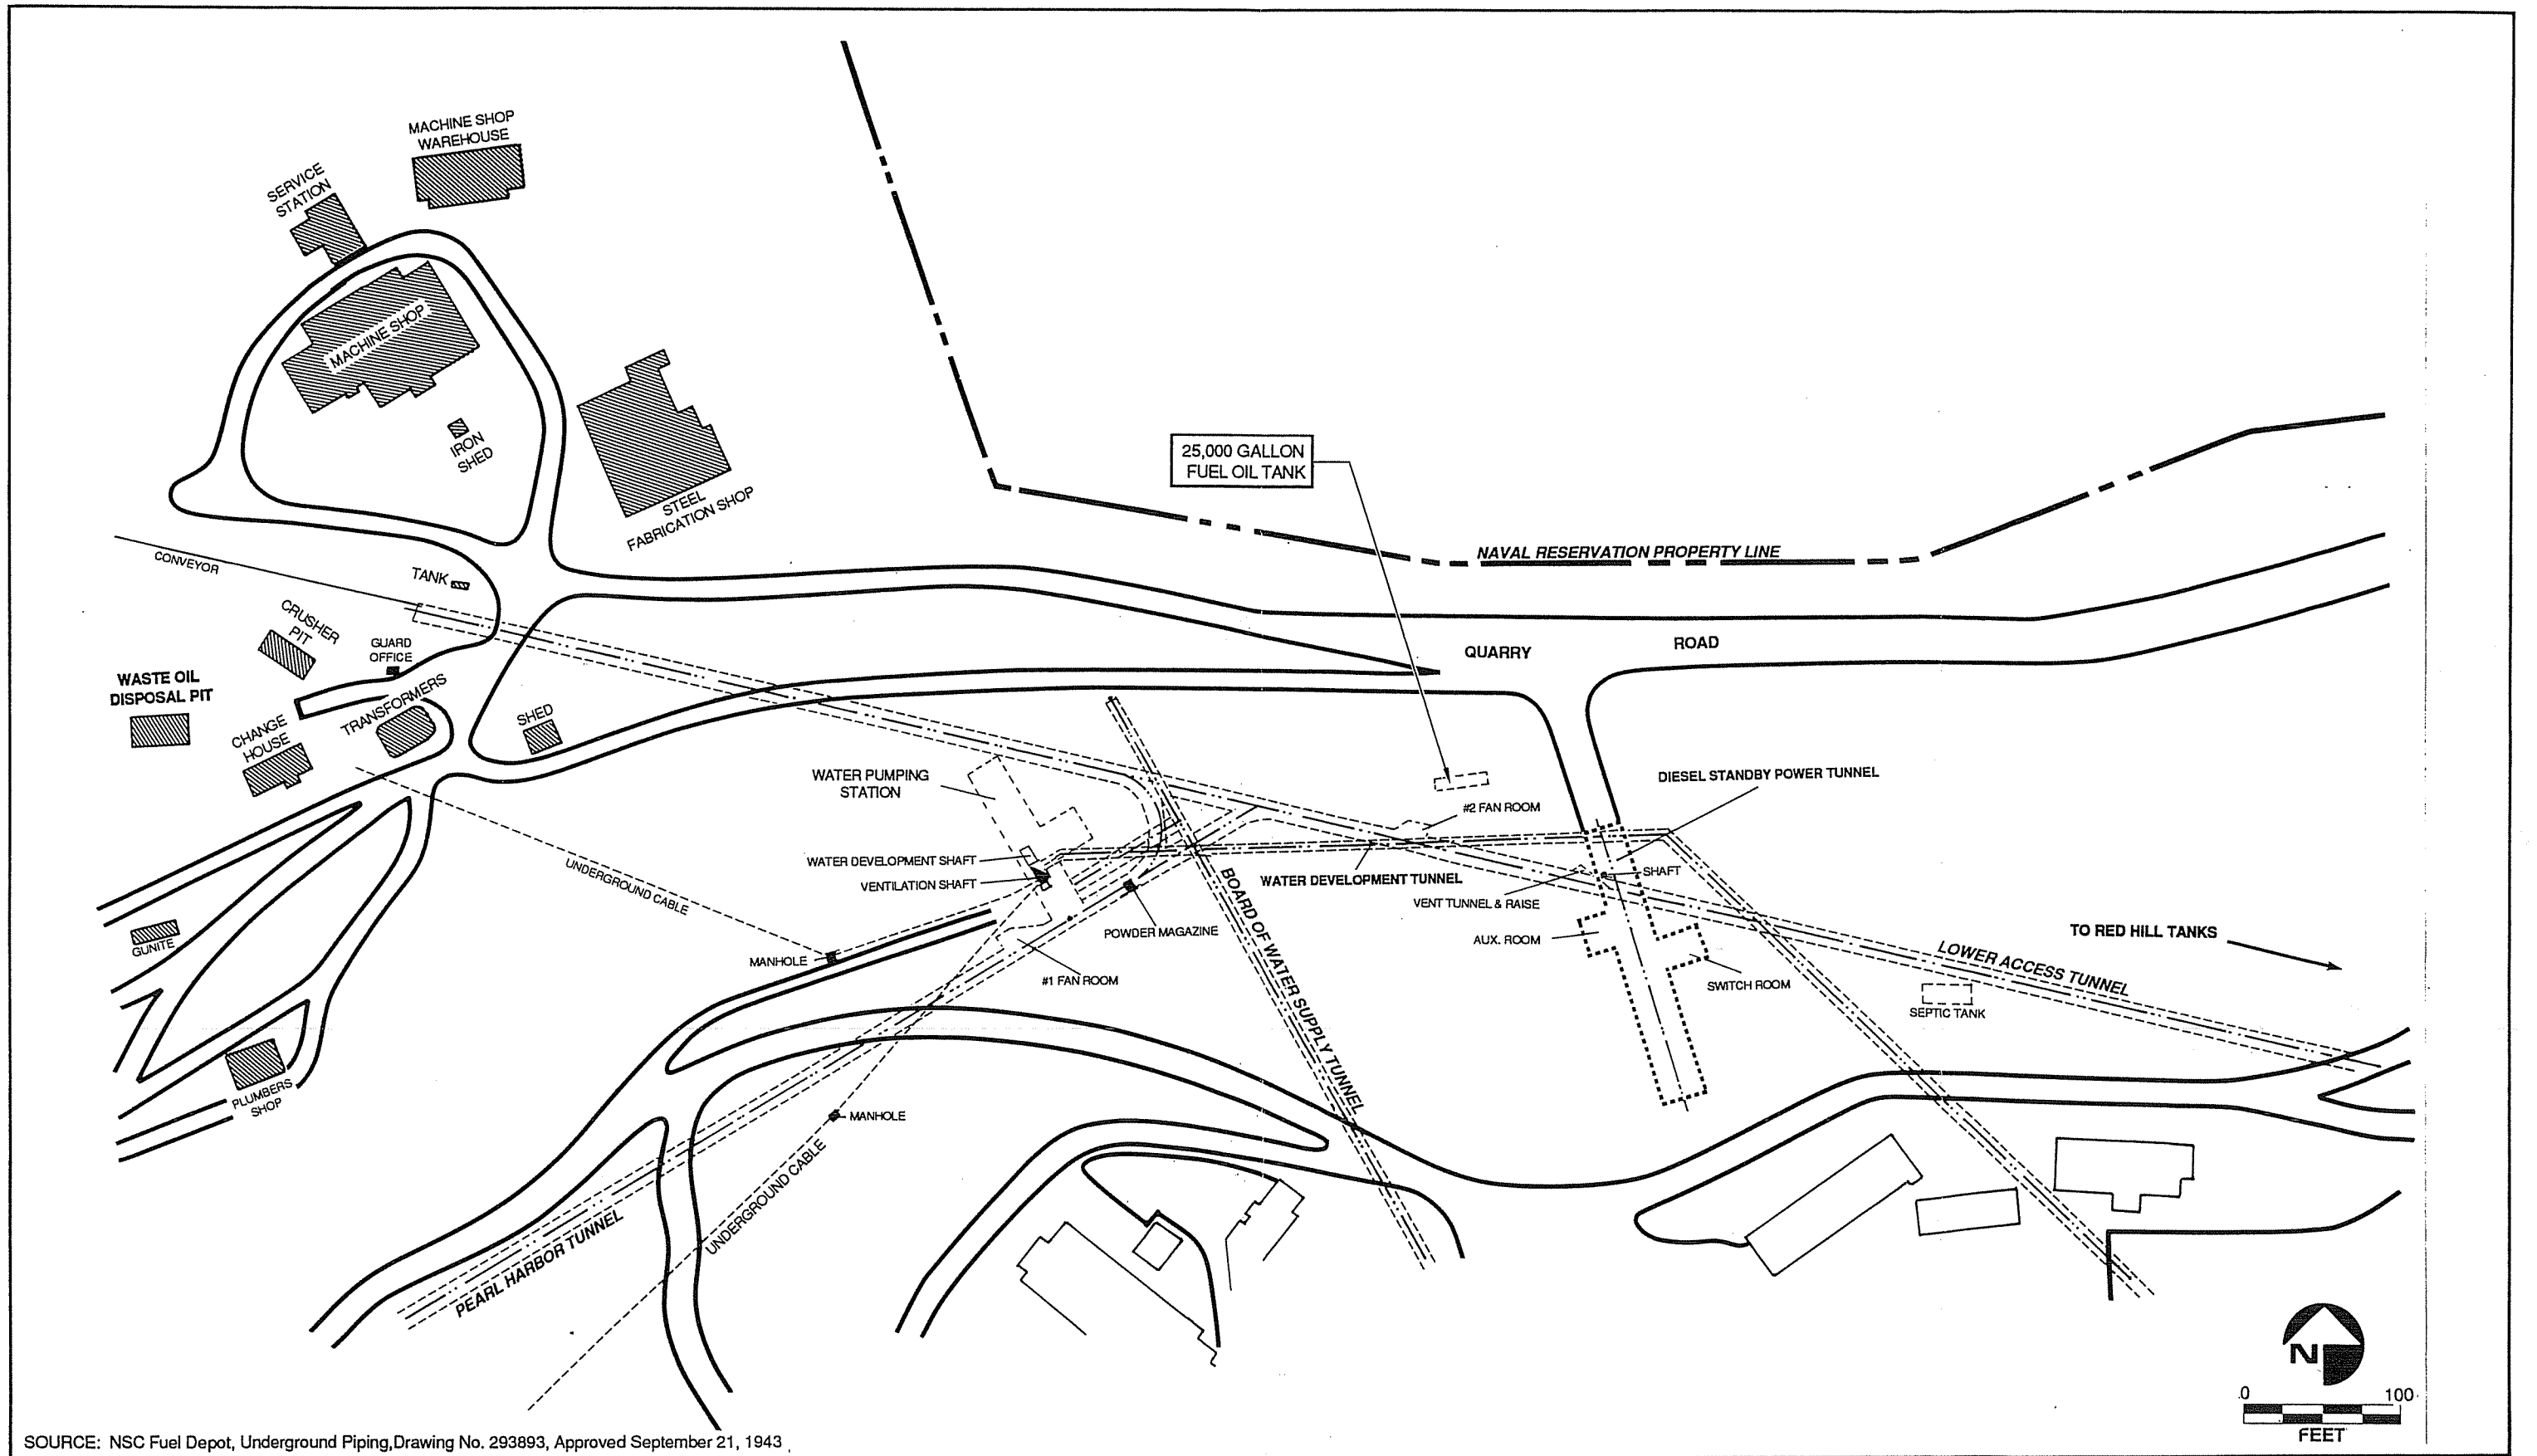 MACHINE SHOP
WAREHOUSE
SERVICE
STATION
MACHINE SHOP
IRON
SHED
STEEL
FABRICATION SHOP
25,000 GALLON
FUEL OIL TANK
NAVAL RESERVATION PROPERTY LINE
CONVEYOR
TANK
CRUSHER
PIT
GUARD
OFFICE
QUARRY
ROAD
WASTE OIL
DISPOSAL PIT
TRANSFORMERS
CHANGE
HOUSE
SHED
WATER PUMPING
STATION
DIESEL STANDBY POWER TUNNEL
#2 FAN ROOM
WATER DEVELOPMENT SHAFT
VENTILATION SHAFT
UNDERGROUND CABLE
WATER DEVELOPMENT TUNNEL
SHAFT
VENT TUNNEL & RAISE
BOARD OF WATER SUPPLY TUNNEL
POWDER MAGAZINE
AUX. ROOM
GUNITE
MANHOLE
#1 FAN ROOM
SWITCH ROOM
TO RED HILL TANKS
LOWER ACCESS TUNNEL
SEPTIC TANK
PLUMBERS
SHOP
MANHOLE
UNDERGROUND CABLE
PEARL HARBOR TUNNEL
N
0 100
FEET
SOURCE: NSC Fuel Depot, Underground Piping,Drawing No. 293893, Approved September 21, 1943